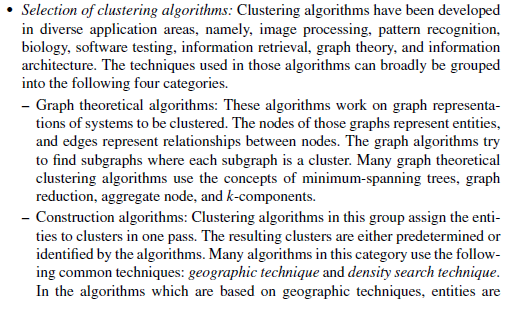 • Selection of clustering algorithms: Clustering algorithms have been developed
in diverse application areas, namely, image processing, pattern recognition,
biology, software testing, information retrieval, graph theory, and information
architecture. The techniques used in those algorithms can broadly be grouped
into the following four categories.
– Graph theoretical algorithms: These algorithms work on graph representa-
tions of systems to be clustered. The nodes of those graphs represent entities,
and edges represent relationships between nodes. The graph algorithms try
to find subgraphs where each subgraph is a cluster. Many graph theoretical
clustering algorithms use the concepts of minimum-spanning trees, graph
reduction, aggregate node, and k-components.
– Construction algorithms: Clustering algorithms in this group assign the enti-
ties to clusters in one pass. The resulting clusters are either predetermined or
identified by the algorithms. Many algorithms in this category use the follow-
ing common techniques: geographic technique and density search technique.
In the algorithms which are based on geographic techniques, entities are